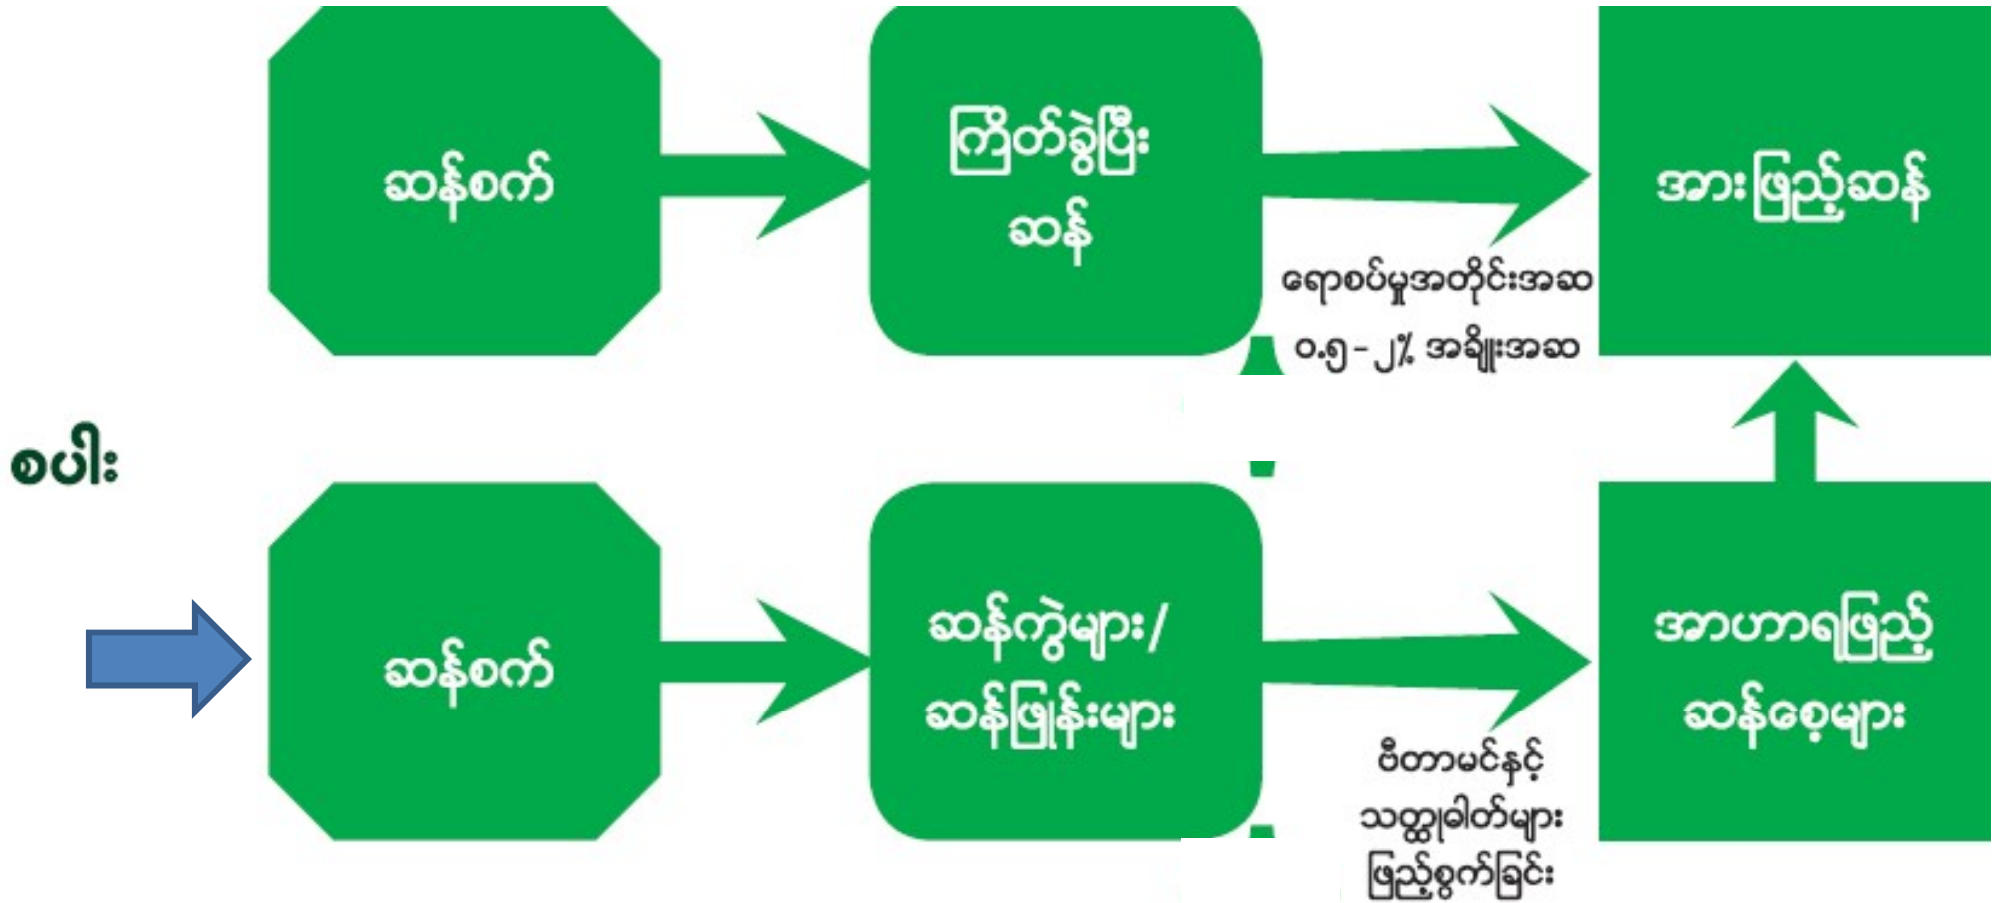 ဆန်စက်
ကြိတ်ခွဲပြီး
ဆန်
အားဖြည့်ဆန်
ရောစပ်မှုအတိုင်းအဆ
၀.၅ - ၂% အချိုးအဆ
စပါး
ဆန်စက်
ဆန်ကွဲများ/
ဆန်ဖြုန်းများ
အာဟာရဖြည့်
ဆန်စေ့များ
ဗီတာမင်နှင့်
သတ္ထုဓါတ်များ
ဖြည့်စွက်ခြင်း